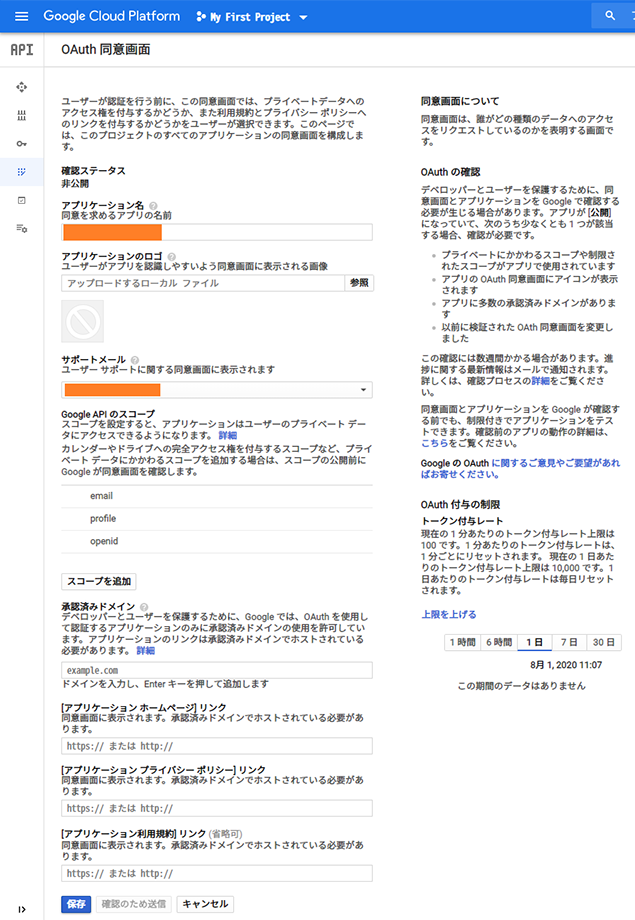 Google Cloud Platform
My First Project
API
OAuth 同意画面
ユーザーが認証を行う前に、この同意画面では、プライベートデータへの
アクセス権を付与するかどうか、また利用規約とプライバシー ポリシーへ
のリンクを付与するかどうかをユーザーが選択できます。このページで
は、このプロジェクトのすべてのアプリケーションの同意画面を構成しま
す。
確認ステータス
非公開
アプリケーション名
同意を求めるアプリの名前
アプリケーションのロゴ
ユーザーがアプリを認識しやすいよう同意画面に表示される画像
アップロードするローカル ファイル
参照
サポートメール
ユーザー サポートに関する同意画面に表示されます
Google API のスコープ
スコープを設定すると、アプリケーションはユーザーのプライベート デー
タにアクセスできるようになります。 詳細
カレンダーやドライブへの完全アクセス権を付与するスコープなど、プライ
ベート データにかかわるスコープを追加する場合は、スコープの公開前に
Google が同意画面を確認します。
email
profile
openid
スコープを追加
承認済みドメイン
デベロッパーとユーザーを保護するために、Google では、OAuth を使用し
て認証するアプリケーションのみに承認済みドメインの使用を許可していま
す。アプリケーションのリンクは承認済みドメインでホストされている必要
があります。 詳細
example.com
ドメインを入力し、Enter キーを押して追加します
[アプリケーション ホームページ] リンク
同意画面に表示されます。承認済みドメインでホストされている必要があり
ます。
https:// または http://
[アプリケーション プライバシー ポリシー] リンク
同意画面に表示されます。承認済みドメインでホストされている必要があり
ます。
https:// または http://
[アプリケーション利用規約] リンク (省略可)
同意画面に表示されます。承認済みドメインでホストされている必要があり
ます。
https:// または http://
保存
確認のため送信
キャンセル
同意画面について
同意画面は、誰がどの種類のデータへのアクセ
スをリクエストしているのかを表明する画面で
す。
OAuth の確認
デベロッパーとユーザーを保護するために、同
意画面とアプリケーションを Google で確認する
必要が生じる場合があります。アプリが [公開]
になっていて、次のうち少なくとも 1 つが該当
する場合、確認が必要です。
プライベートにかかわるスコープや制限さ
れたスコープがアプリで使用されています
アプリの OAuth 同意画面にアイコンが表示
されます
アプリに多数の承認済みドメインがありま
す
以前に検証された OAth 同意画面を変更し
ました
この確認には数週間かかる場合があります。進
捗に関する最新情報はメールで通知されます。
詳しくは、確認プロセスの詳細をご覧くださ
い。
同意画面とアプリケーションを Google が確認す
る前でも、制限付きでアプリケーションをテス
トできます。確認前のアプリの動作の詳細は、
こちらをご覧ください。
Google の OAuth に関するご意見やご要望があれ
ばお寄せください。
OAuth 付与の制限
トークン付与レート
現在の 1 分あたりのトークン付与レート上限は
100 です。1 分あたりのトークン付与レートは、
1 分ごとにリセットされます。 現在の 1 日あた
りのトークン付与レート上限は 10,000 です。1
日あたりのトークン付与レートは毎日リセット
されます。
上限を上げる
1 時間 6 時間 1 日 7 日 30 日
8月 1, 2020 11:07
この期間のデータはありません